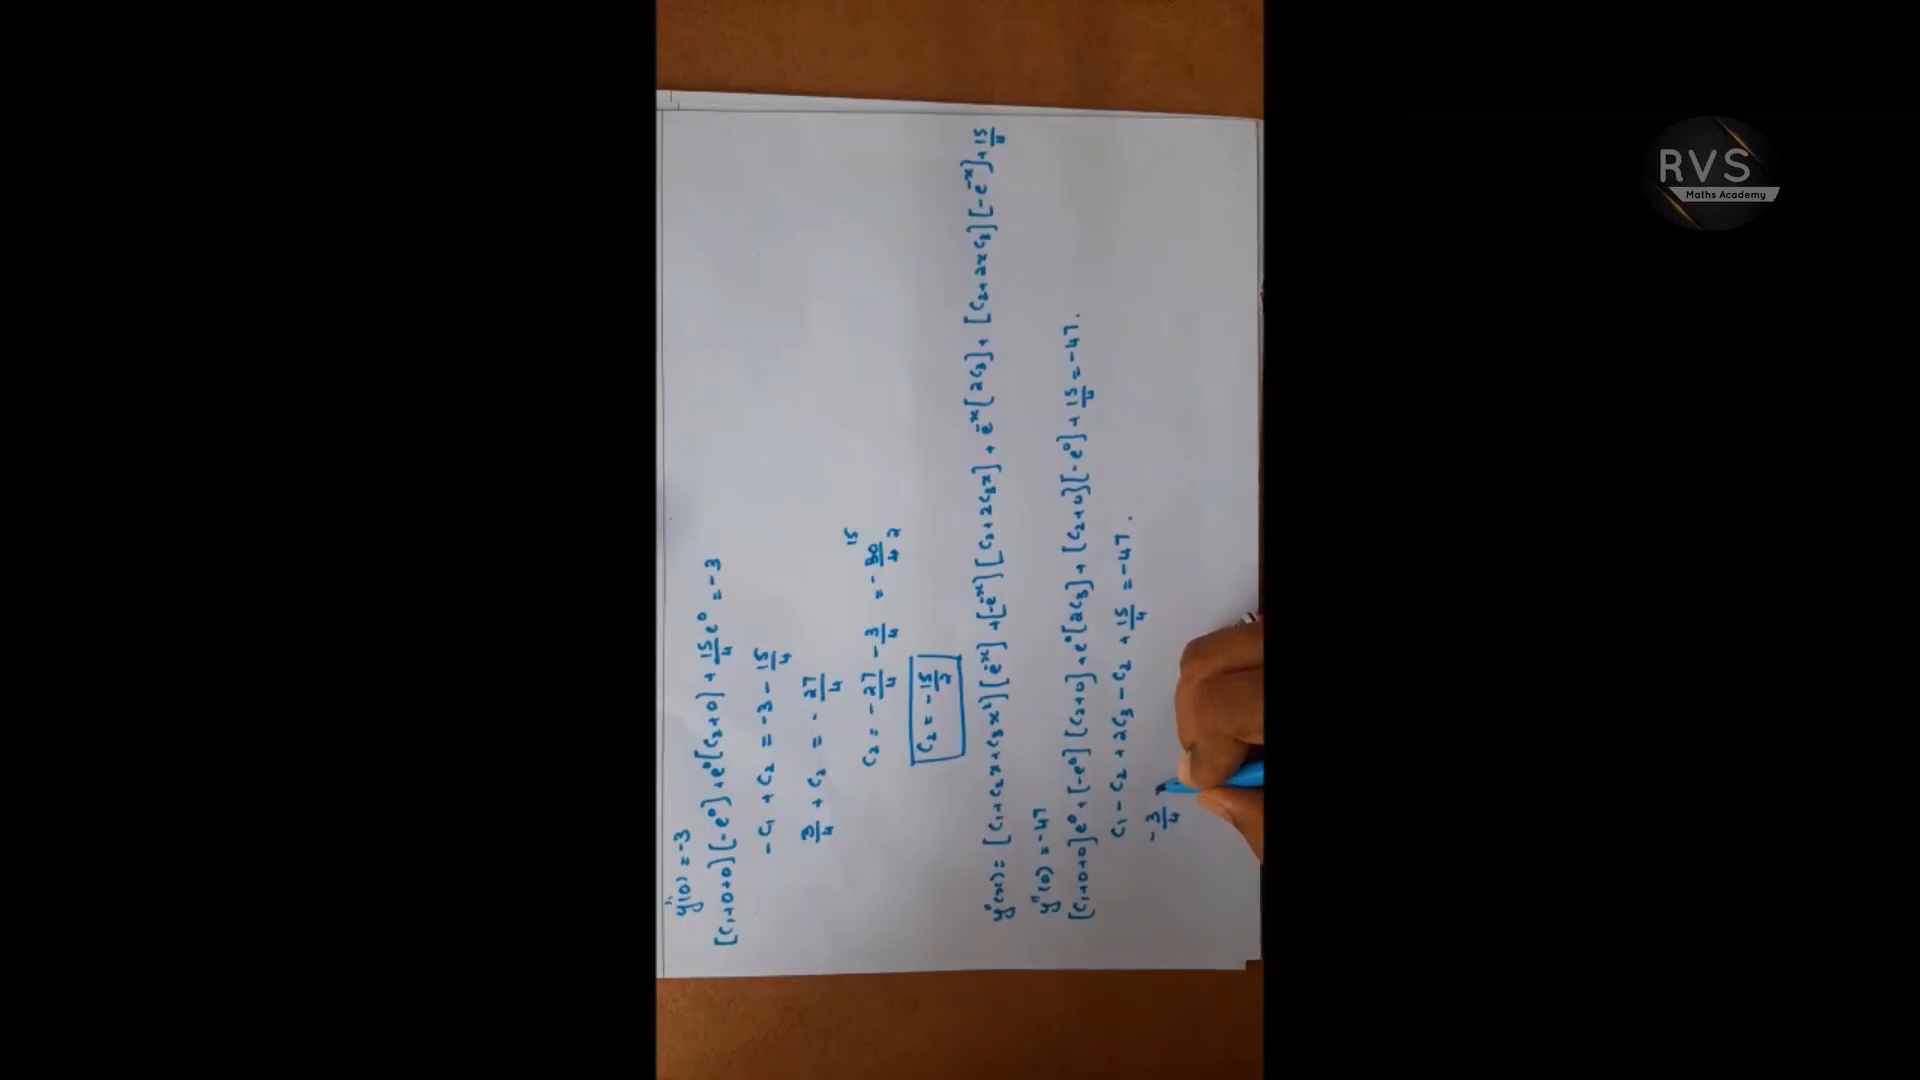 y'(0) = -3
[C₁+0+0][-e⁰]+e⁰[C₂+0] + 15/4 e⁰ = -3
-C₁ + C₂ = -3 - 15/4
3/4 + C₂ = -27/4
C₂ = -27/4 - 3/4 = -30/4 15 2
C₂ = -15/2
y"(x) = [C₁+C₂x+C₃x²][e⁻ˣ] +[-e⁻ˣ][C₂+2C₃x] + e⁻ˣ[2C₃] + [C₂+2xC₃][-e⁻ˣ]+15/4
y"(0) = -47
[C₁+0+0]e⁰+[-e⁰][C₂+0]+e⁰[2C₃]+[C₂+0][-e⁰]+15/4 = -47.
C₁ - C₂ + 2C₃ - C₂ + 15/4 = -47.
-3/4
RVS
Maths Academy